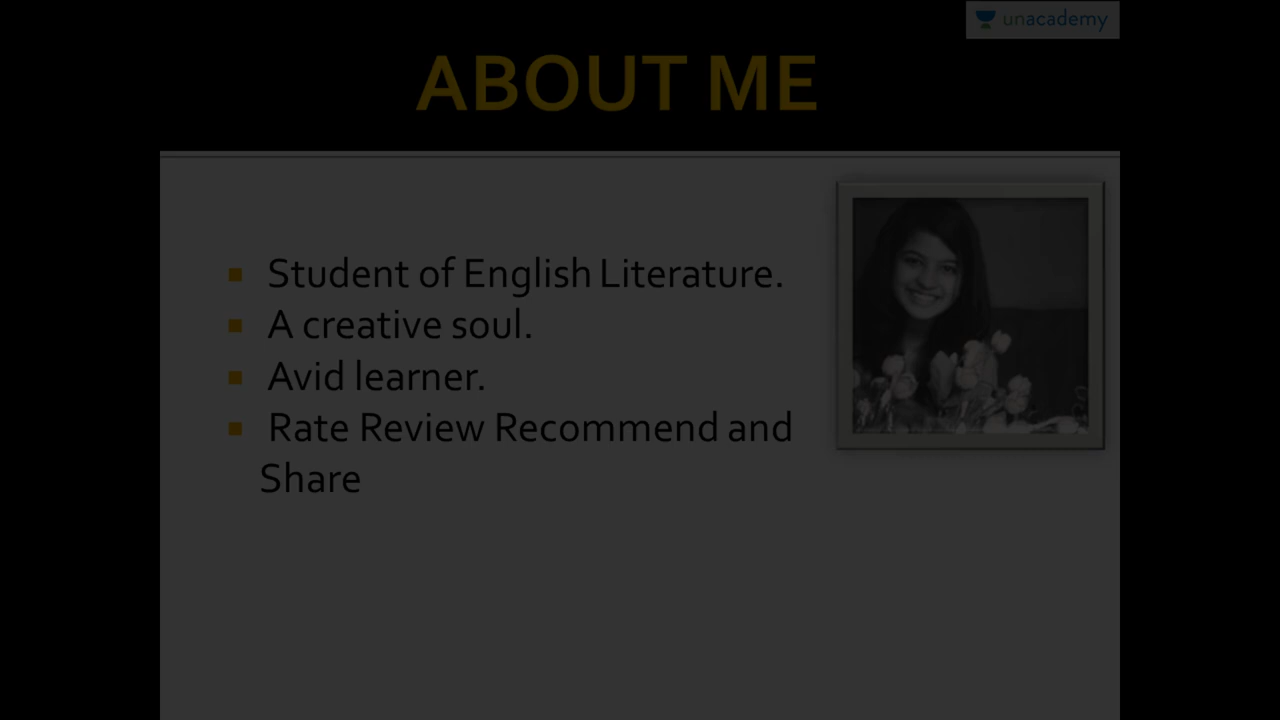 unacademy
ABOUT ME
Student of English Literature.
A creative soul.
Avid learner.
Rate Review Recommend and
Share